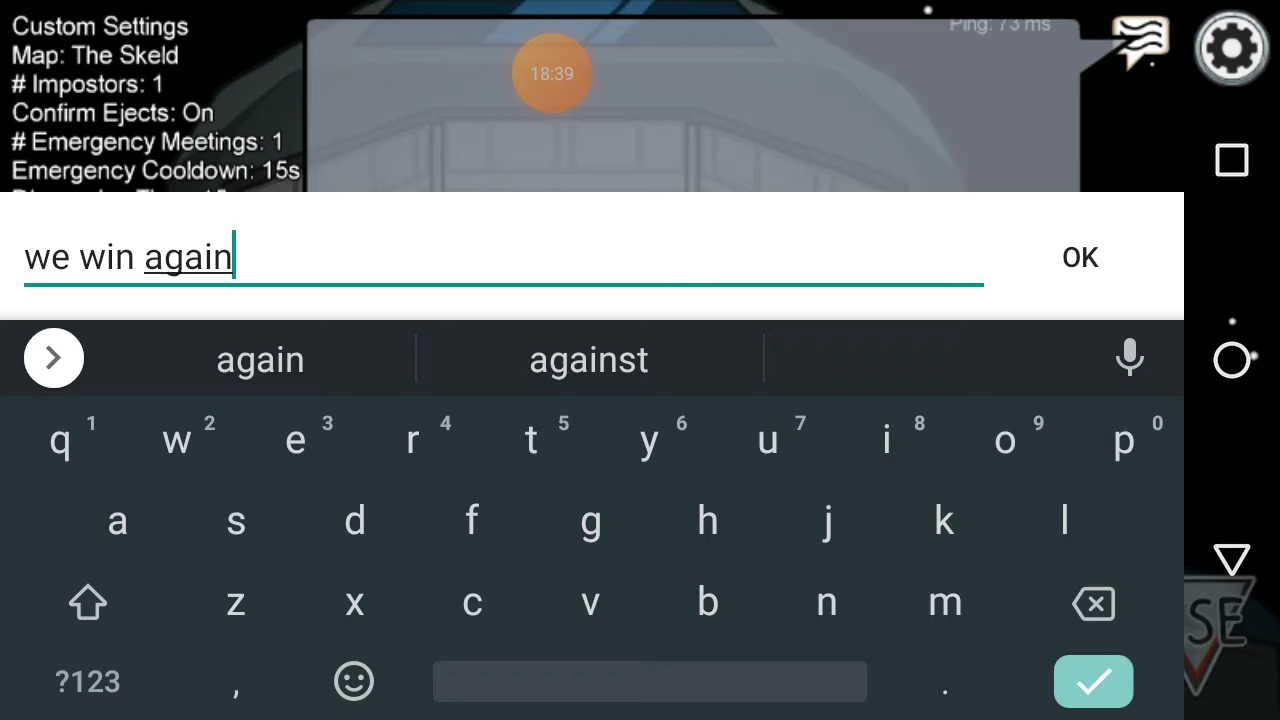 Custom Settings
Map: The Skeld
# Impostors: 1
Confirm Ejects: On
# Emergency Meetings: 1
Emergency Cooldown: 15s
Ping: 73 ms
18:39
we win again
OK
again against
q 1 w 2 e 3 r 4 t 5 y 6 u 7 i 8 o 9 p 0
a s d f g h j k l
z x c v b n m
?123 , .
SE